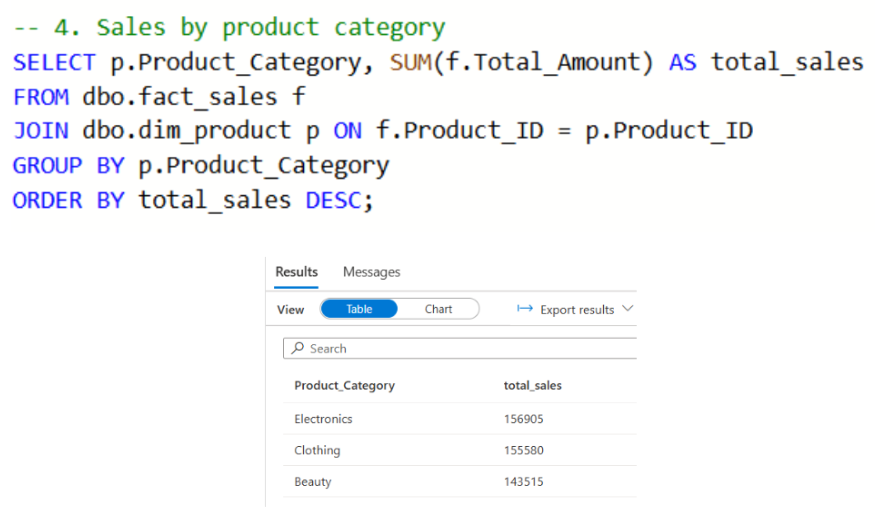 -- 4. Sales by product category
SELECT p.Product_Category, SUM(f.Total_Amount) AS total_sales
FROM dbo.fact_sales f
JOIN dbo.dim_product p ON f.Product_ID = p.Product_ID
GROUP BY p.Product_Category
ORDER BY total_sales DESC;
Results Messages
View Table Chart Export results
Search
Product_Category total_sales
Electronics 156905
Clothing 155580
Beauty 143515